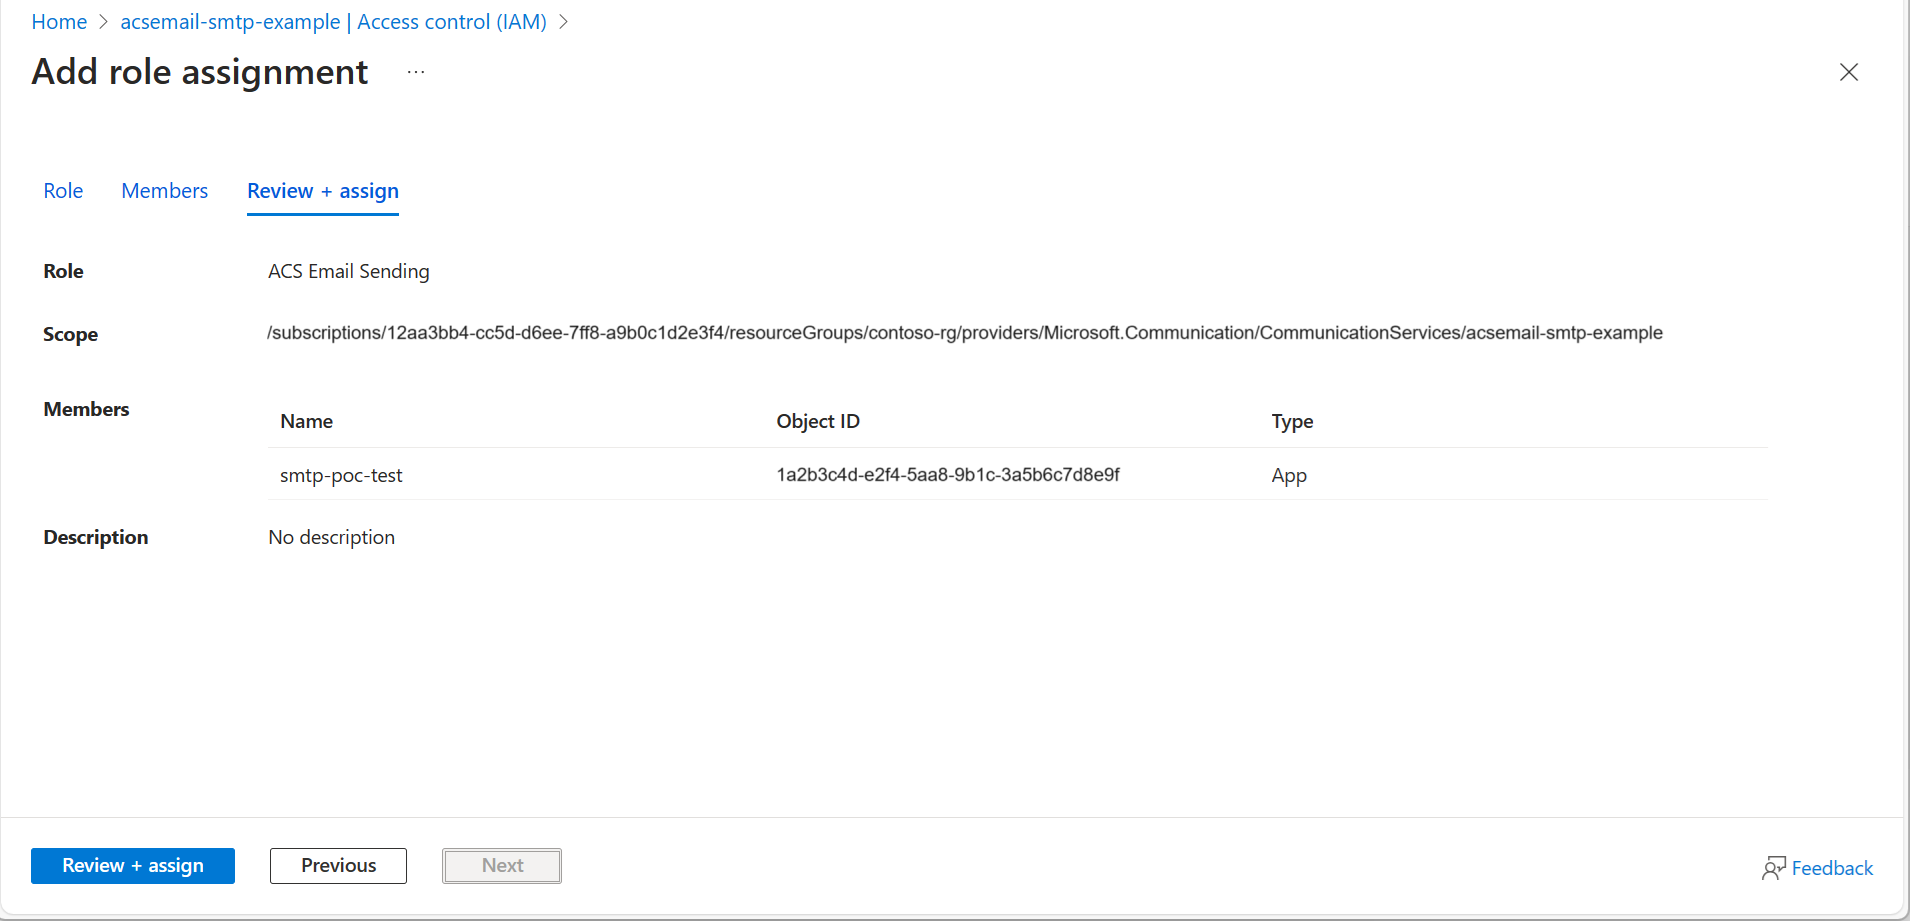 Home > acsemail-smtp-example | Access control (IAM) >
Add role assignment ...
Role Members Review + assign
Role ACS Email Sending
Scope /subscriptions/12aa3bb4-cc5d-d6ee-7ff8-a9b0c1d2e3f4/resourceGroups/contoso-rg/providers/Microsoft.Communication/CommunicationServices/acsemail-smtp-example
Members
Name Object ID Type
smtp-poc-test 1a2b3c4d-e2f4-5aa8-9b1c-3a5b6c7d8e9f App
Description No description
Review + assign Previous Next Feedback